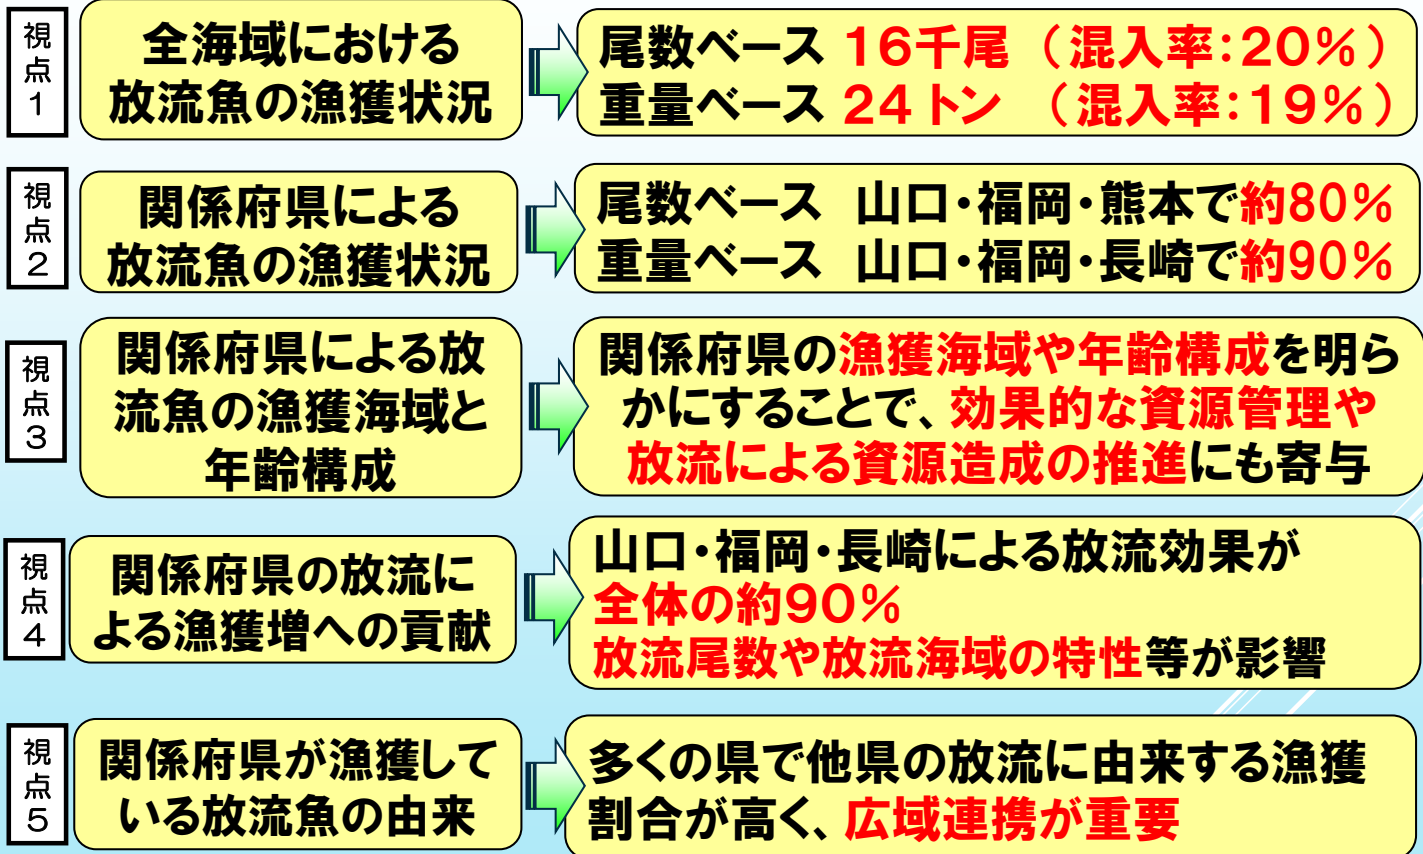 視点1
全海域における
放流魚の漁獲状況
尾数ベース 16千尾 (混入率:20%)
重量ベース 24トン (混入率:19%)
視点2
関係府県による
放流魚の漁獲状況
尾数ベース 山口・福岡・熊本で約80%
重量ベース 山口・福岡・長崎で約90%
視点3
関係府県による放
流魚の漁獲海域と
年齢構成
関係府県の漁獲海域や年齢構成を明ら
かにすることで、効果的な資源管理や
放流による資源造成の推進にも寄与
視点4
関係府県の放流に
よる漁獲増への貢献
山口・福岡・長崎による放流効果が
全体の約90%
放流尾数や放流海域の特性等が影響
視点5
関係府県が漁獲して
いる放流魚の由来
多くの県で他県の放流に由来する漁獲
割合が高く、広域連携が重要